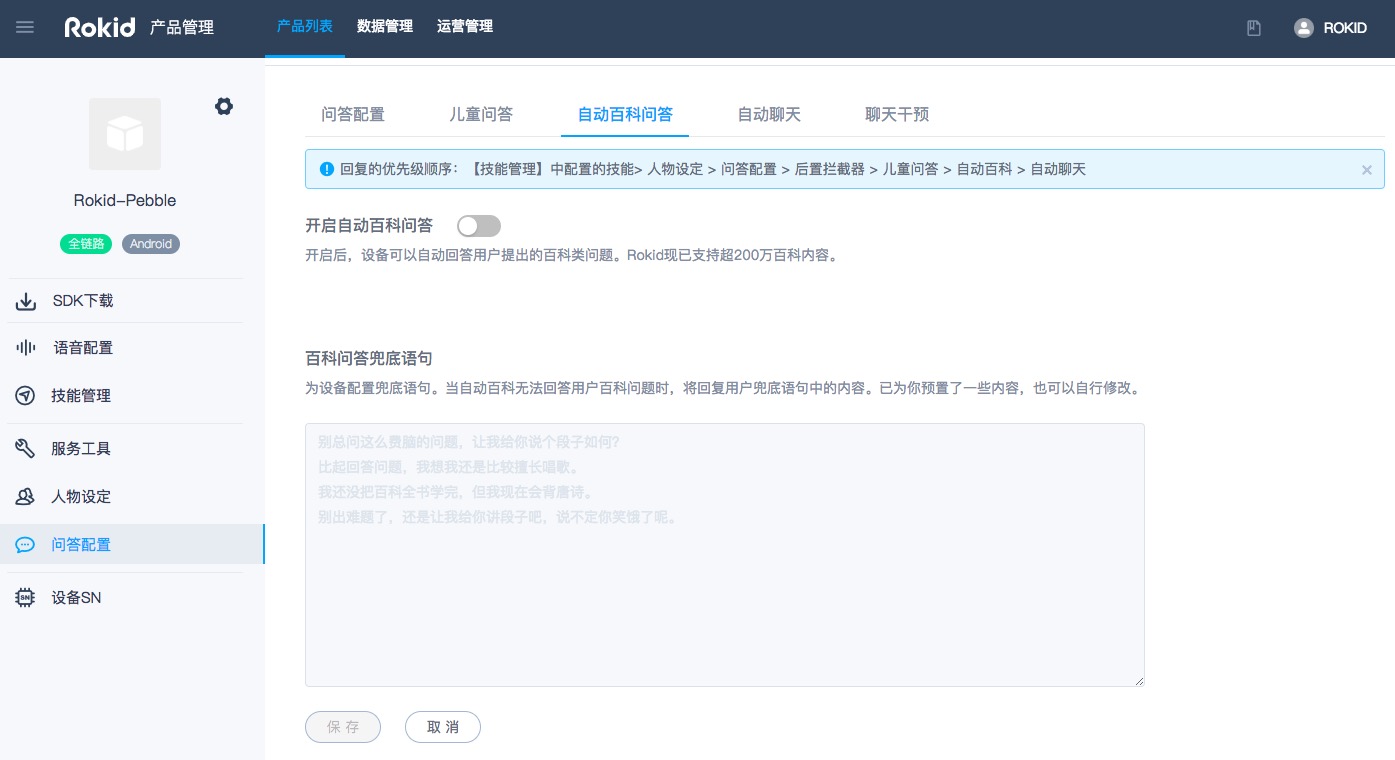 Rokid 产品管理 产品列表 数据管理 运营管理 ROKID
Rokid-Pebble
全链路 Android
SDK下载
语音配置
技能管理
服务工具
人物设定
问答配置
SN 设备SN
问答配置 儿童问答 自动百科问答 自动聊天 聊天干预
回复的优先级顺序：【技能管理】中配置的技能> 人物设定 > 问答配置 > 后置拦截器 > 儿童问答 > 自动百科 > 自动聊天
开启自动百科问答
开启后，设备可以自动回答用户提出的百科类问题。Rokid现已支持超200万百科内容。
百科问答兜底语句
为设备配置兜底语句。当自动百科无法回答用户百科问题时，将回复用户兜底语句中的内容。已为你预置了一些内容，也可以自行修改。
别总问这么费脑的问题，让我给你说个段子如何?
比起回答问题，我想我还是比较擅长唱歌。
我还没把百科全书学完，但我现在会背唐诗。
别出难题了，还是让我给你讲段子吧，说不定你笑饿了呢。
保 存 取 消